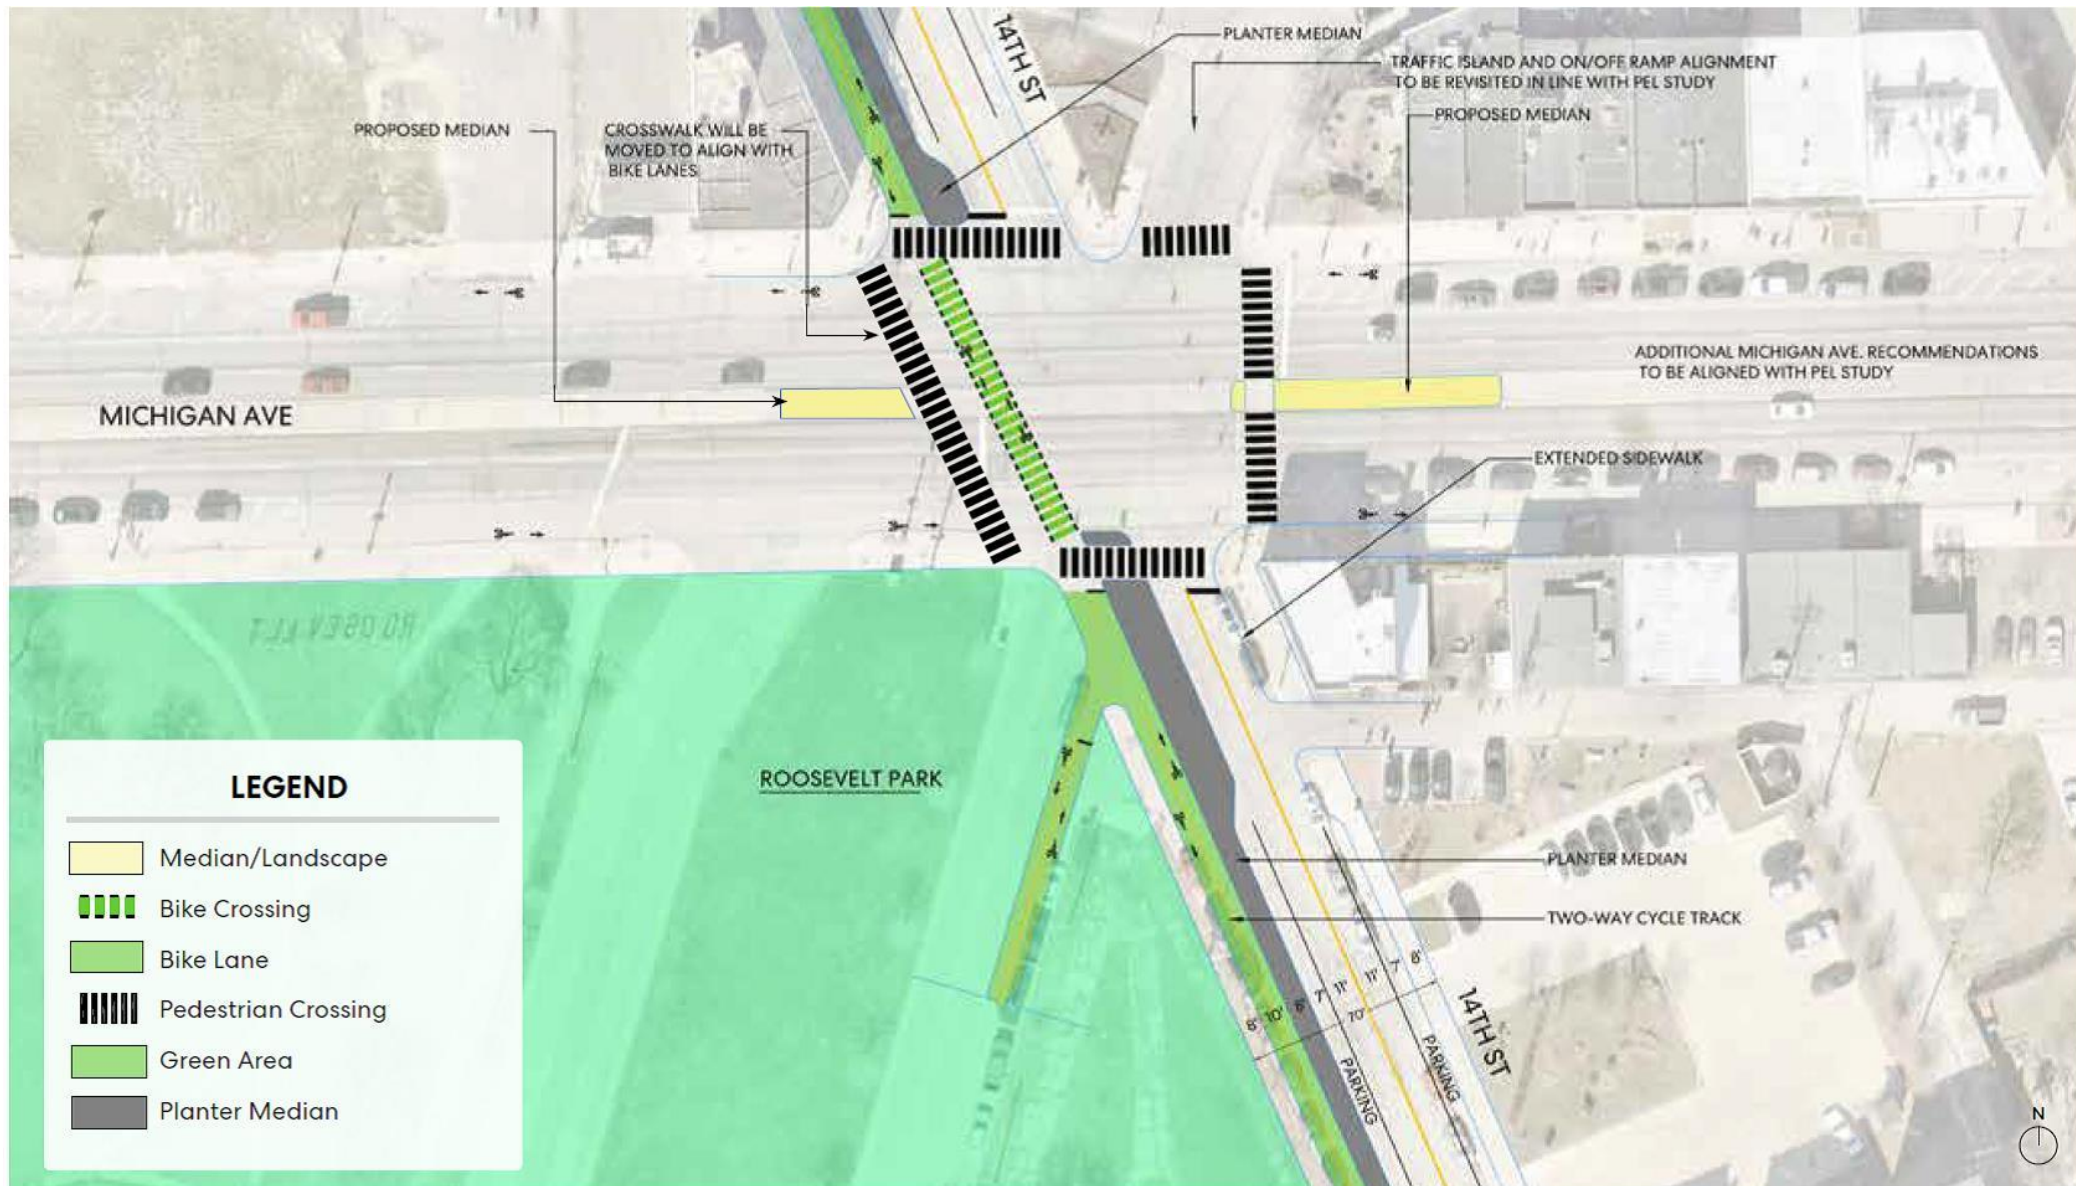 14TH ST
PLANTER MEDIAN
TRAFFIC ISLAND AND ON/OFF RAMP ALIGNMENT
TO BE REVISITED IN LINE WITH PEL STUDY
PROPOSED MEDIAN
PROPOSED MEDIAN
CROSSWALK WILL BE
MOVED TO ALIGN WITH
BIKE LANES
ADDITIONAL MICHIGAN AVE. RECOMMENDATIONS
TO BE ALIGNED WITH PEL STUDY
MICHIGAN AVE
EXTENDED SIDEWALK
ROOSEVELT PARK
LEGEND
Median/Landscape
Bike Crossing
Bike Lane
Pedestrian Crossing
Green Area
Planter Median
PLANTER MEDIAN
TWO-WAY CYCLE TRACK
8' 10' 6' 7' 11' 11' 7' 8'
70'
14TH ST
PARKING
PARKING
N